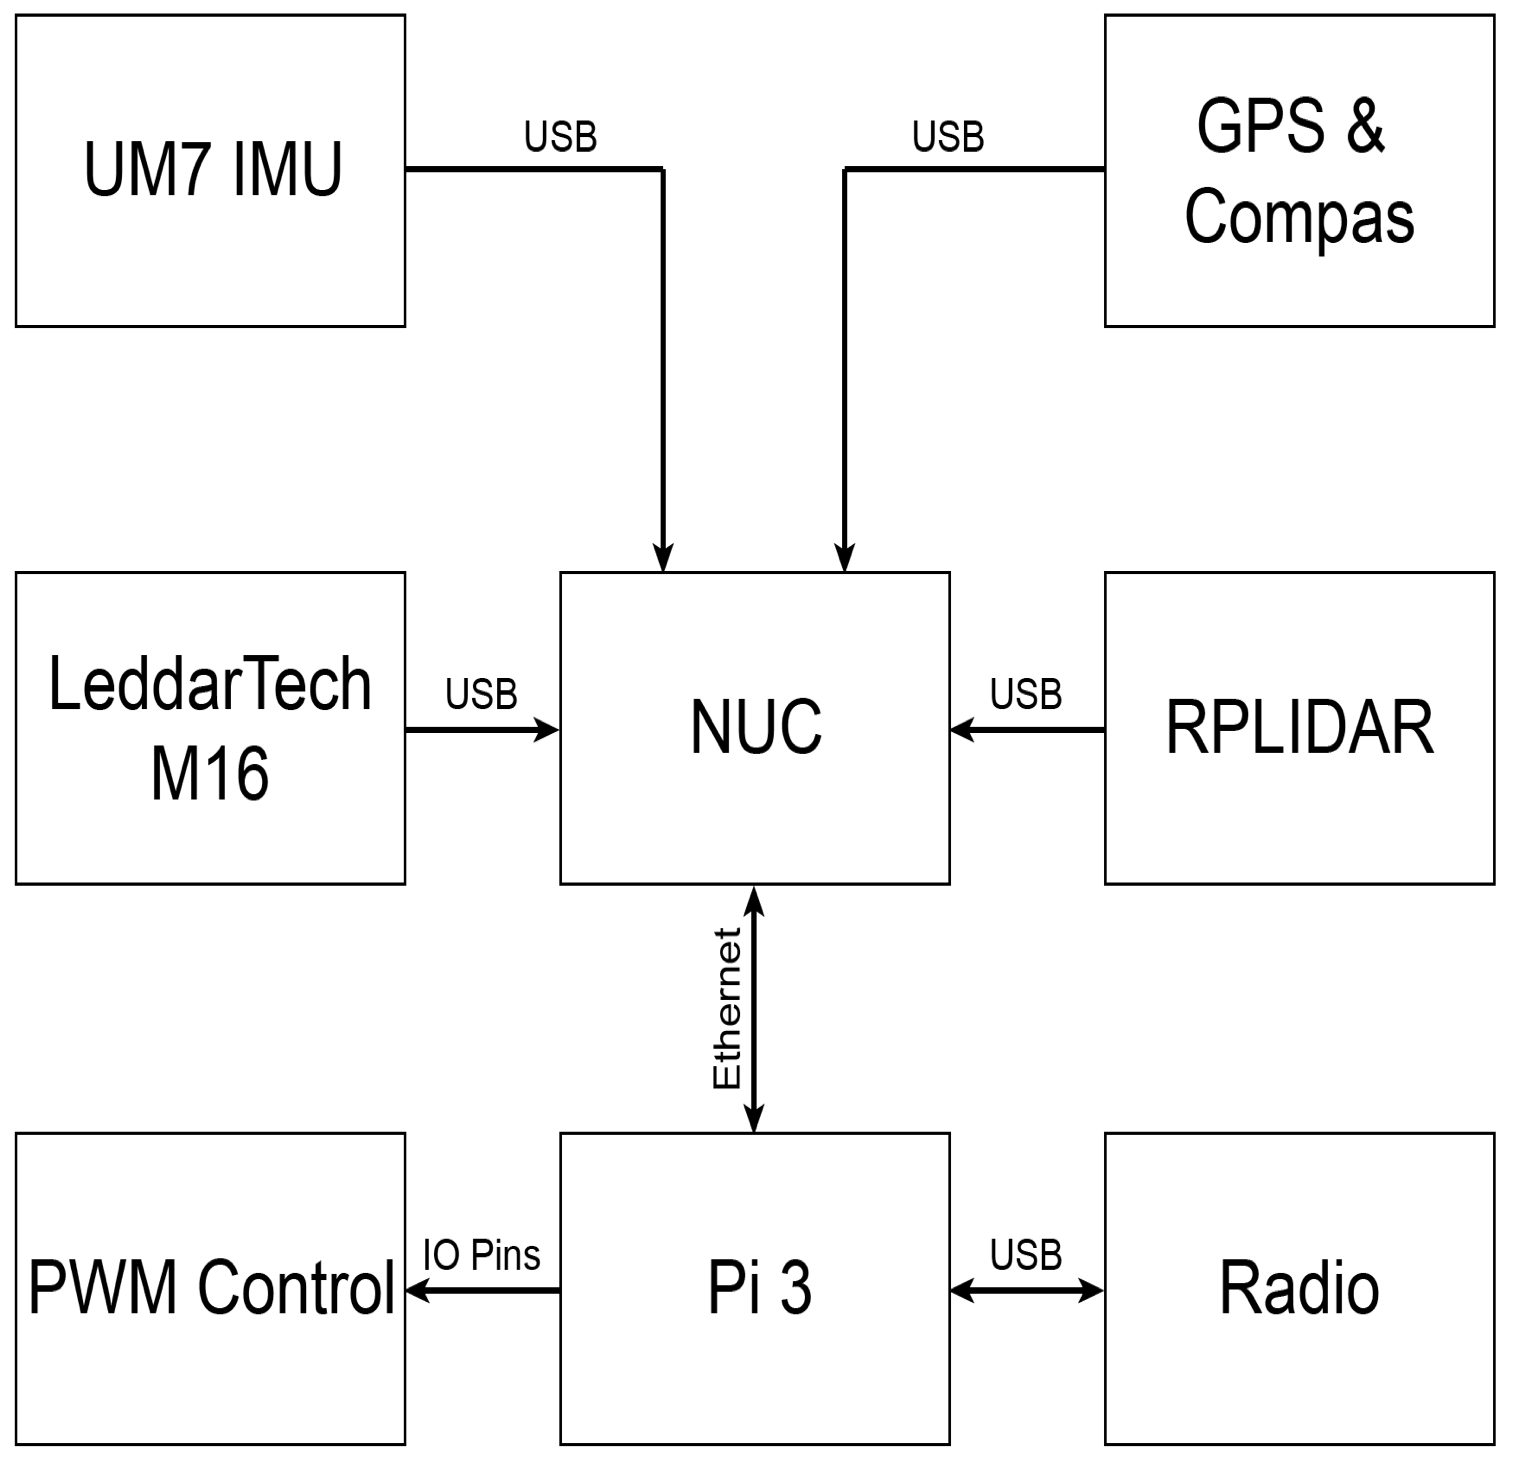 UM7 IMU
USB
USB
GPS &
Compas
LeddarTech
M16
USB
NUC
USB
RPLIDAR
Ethernet
PWM Control
IO Pins
Pi 3
USB
Radio